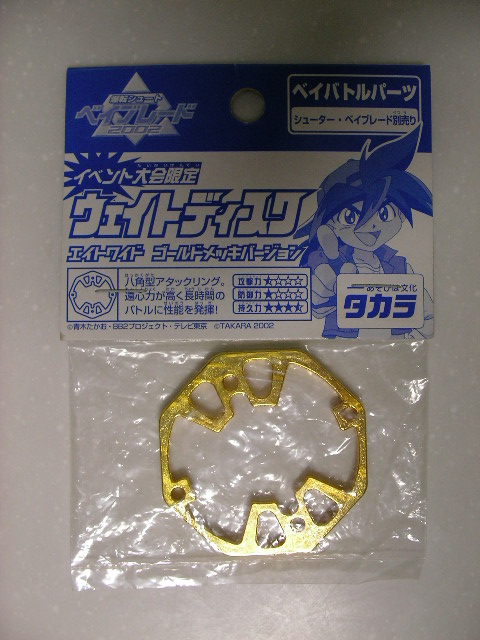 爆転シュート
ベイブレード
2002
ベイバトルパーツ
シューター・ベイブレード別売り
イベント大会限定
ウェイトディスク
エイトワイド ゴールドメッキバージョン
八角型アタックリング。
遠心力が高く長時間の
バトルに性能を発揮!
攻撃力 ★☆☆☆☆
防御力 ★☆☆☆☆
持久力 ★★★★☆
あそびは文化
タカラ
©青木たかお・BB2プロジェクト・テレビ東京 ©TAKARA 2002